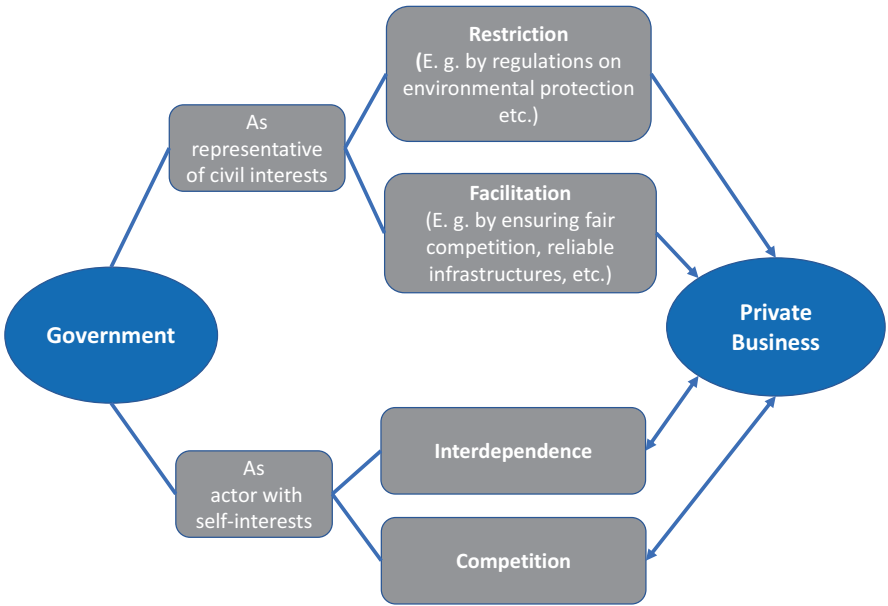 Restriction
(E. g. by regulations on
environmental protection
etc.)
As
representative
of civil interests
Facilitation
(E. g. by ensuring fair
competition, reliable
infrastructures, etc.)
Government
Private
Business
Interdependence
As
actor with
self-interests
Competition